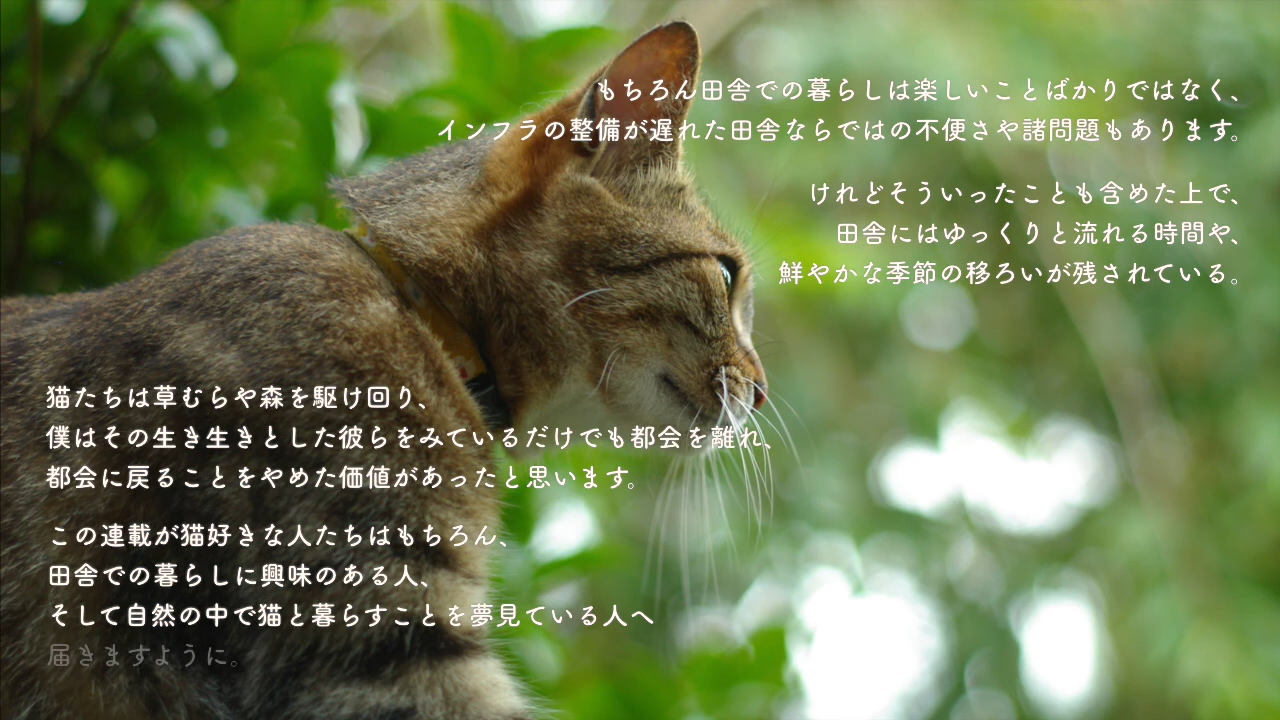 もちろん田舎での暮らしは楽しいことばかりではなく、
インフラの整備が遅れた田舎ならではの不便さや諸問題もあります。
けれどそういったことも含めた上で、
田舎にはゆっくりと流れる時間や、
鮮やかな季節の移ろいが残されている。
猫たちは草むらや森を駆け回り、
僕はその生き生きとした彼らをみているだけでも都会を離れ、
都会に戻ることをやめた価値があったと思います。
この連載が猫好きな人たちはもちろん、
田舎での暮らしに興味のある人、
そして自然の中で猫と暮らすことを夢見ている人へ
届きますように。